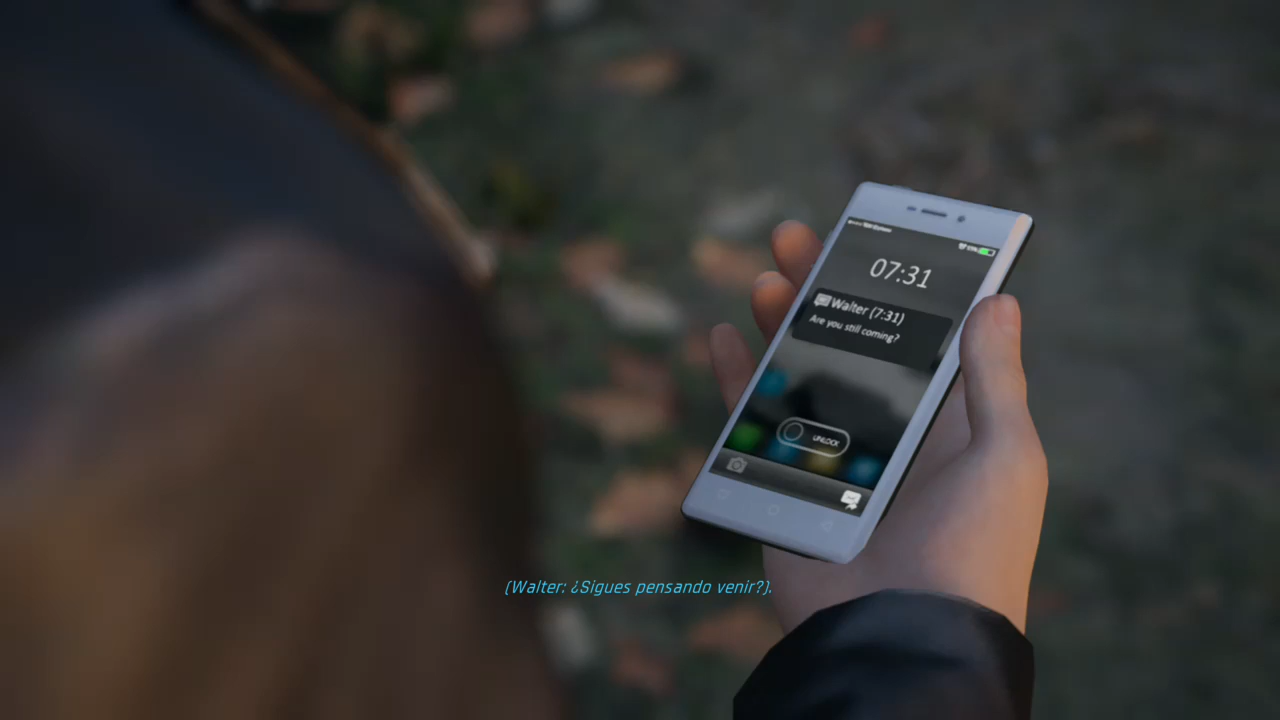 07:31
Walter (7:31)
Are you still coming?
UNLOCK
(Walter: ¿Sigues pensando venir?).